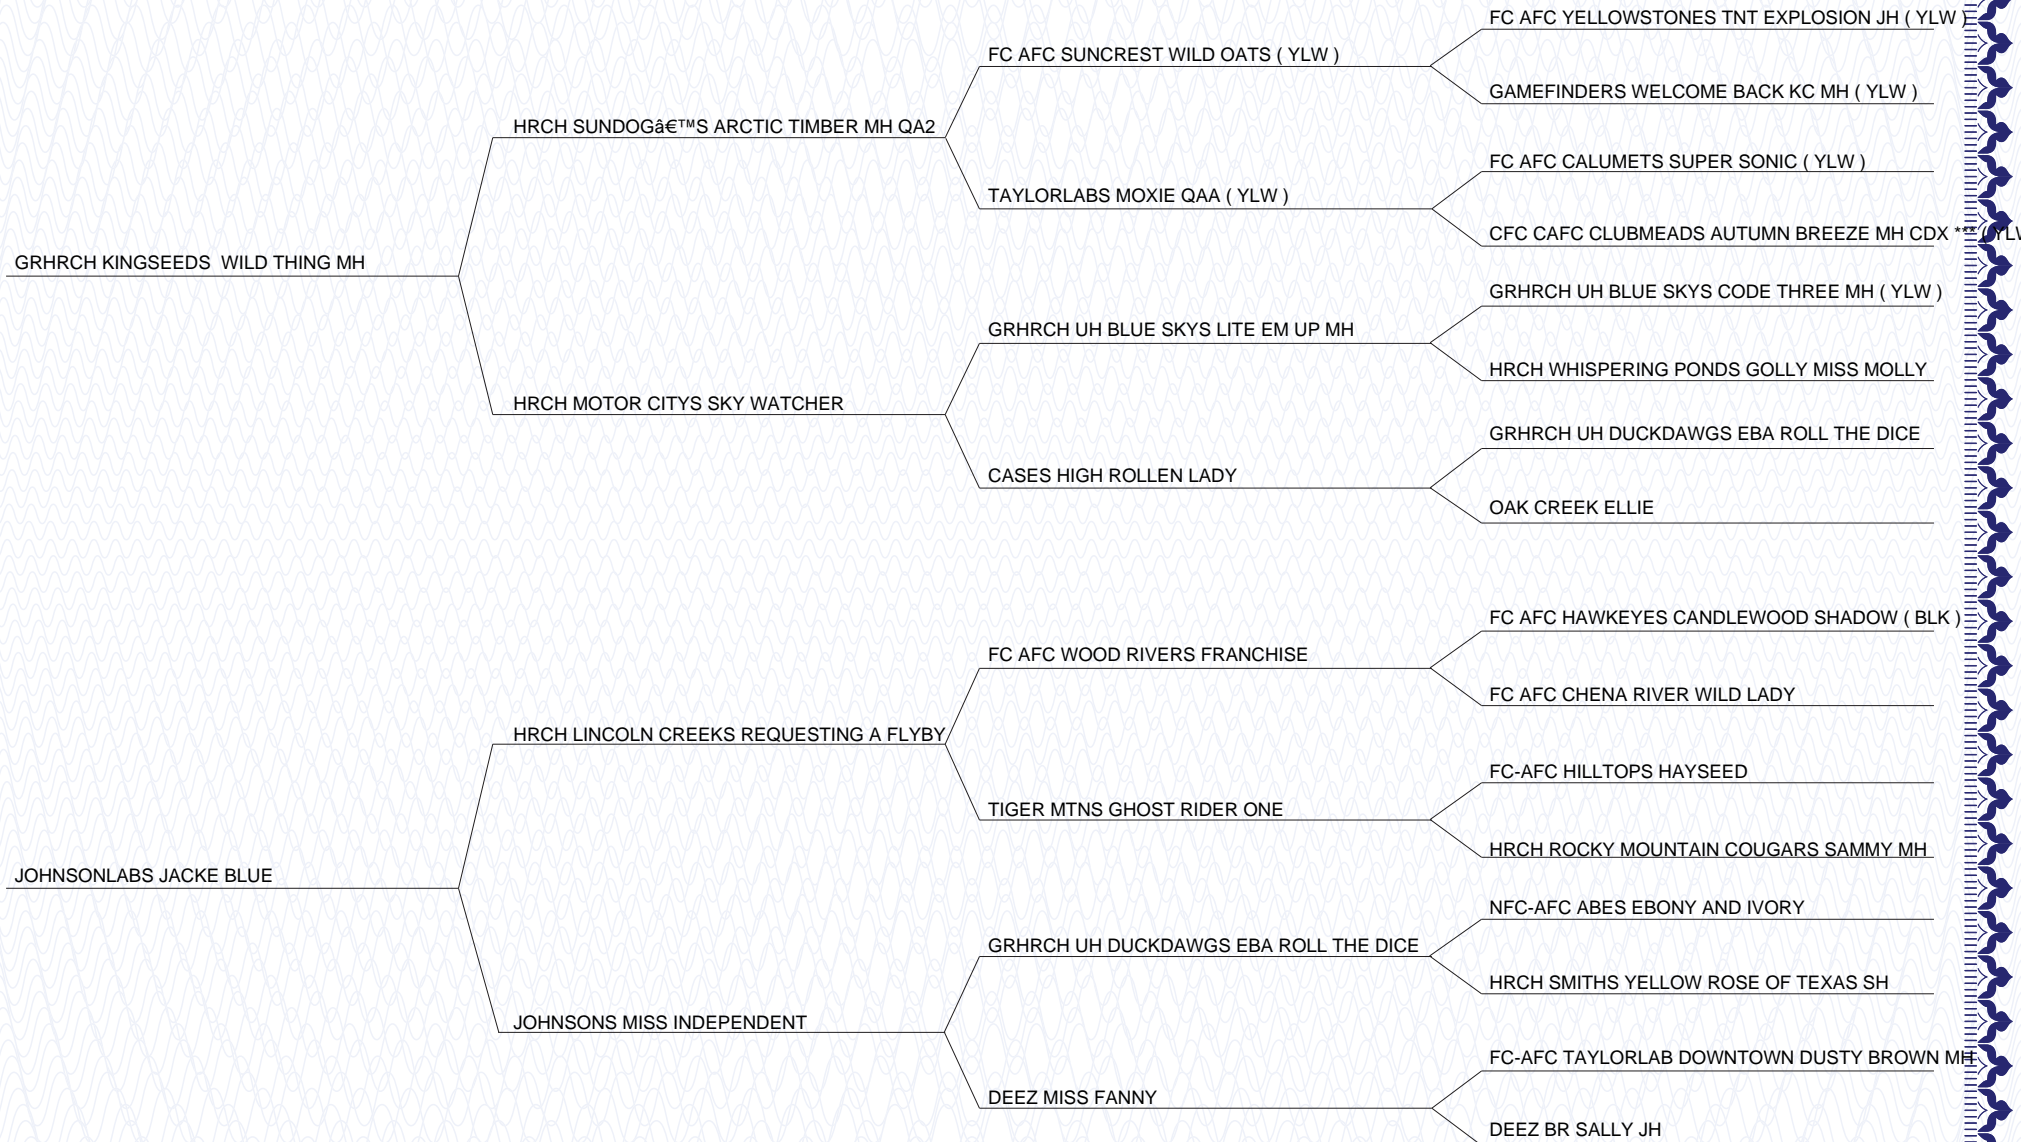 FC AFC YELLOWSTONES TNT EXPLOSION JH ( YLW )
FC AFC SUNCREST WILD OATS ( YLW )
GAMEFINDERS WELCOME BACK KC MH ( YLW )
HRCH SUNDOGâ€™S ARCTIC TIMBER MH QA2
FC AFC CALUMETS SUPER SONIC ( YLW )
TAYLORLABS MOXIE QAA ( YLW )
CFC CAFC CLUBMEADS AUTUMN BREEZE MH CDX *** ( YLW
GRHRCH KINGSEEDS  WILD THING MH
GRHRCH UH BLUE SKYS CODE THREE MH ( YLW )
GRHRCH UH BLUE SKYS LITE EM UP MH
HRCH WHISPERING PONDS GOLLY MISS MOLLY
HRCH MOTOR CITYS SKY WATCHER
GRHRCH UH DUCKDAWGS EBA ROLL THE DICE
CASES HIGH ROLLEN LADY
OAK CREEK ELLIE
FC AFC HAWKEYES CANDLEWOOD SHADOW ( BLK )
FC AFC WOOD RIVERS FRANCHISE
FC AFC CHENA RIVER WILD LADY
HRCH LINCOLN CREEKS REQUESTING A FLYBY
FC-AFC HILLTOPS HAYSEED
TIGER MTNS GHOST RIDER ONE
HRCH ROCKY MOUNTAIN COUGARS SAMMY MH
JOHNSONLABS JACKE BLUE
NFC-AFC ABES EBONY AND IVORY
GRHRCH UH DUCKDAWGS EBA ROLL THE DICE
HRCH SMITHS YELLOW ROSE OF TEXAS SH
JOHNSONS MISS INDEPENDENT
FC-AFC TAYLORLAB DOWNTOWN DUSTY BROWN MH
DEEZ MISS FANNY
DEEZ BR SALLY JH